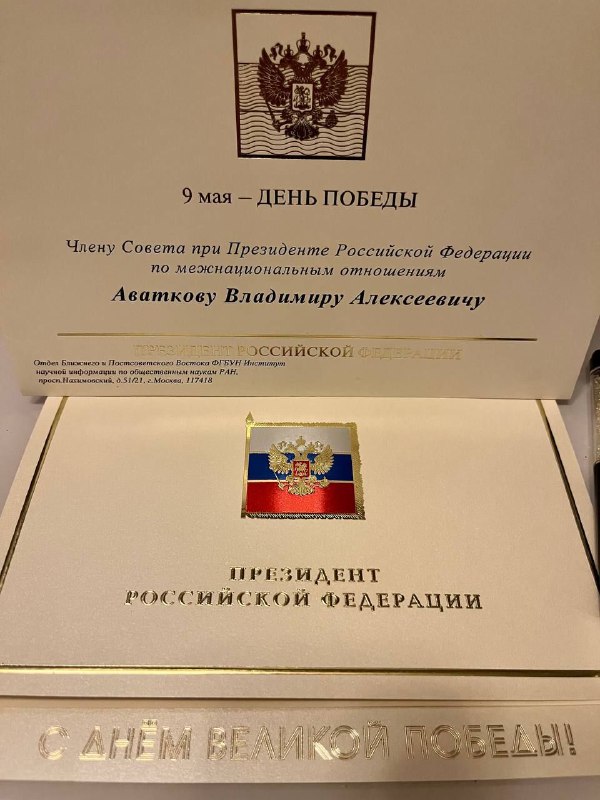 9 мая – ДЕНЬ ПОБЕДЫ
Члену Совета при Президенте Российской Федерации
по межнациональным отношениям
Аваткову Владимиру Алексеевичу
ПРЕЗИДЕНТ РОССИЙСКОЙ ФЕДЕРАЦИИ
Отдел Ближнего и Постсоветского Востока ФГБУН Институт
научной информации по общественным наукам РАН,
просп.Нахимовский, д.51/21, г.Москва, 117418
ПРЕЗИДЕНТ
РОССИЙСКОЙ ФЕДЕРАЦИИ
С ДНЁМ ВЕЛИКОЙ ПОБЕДЫ!